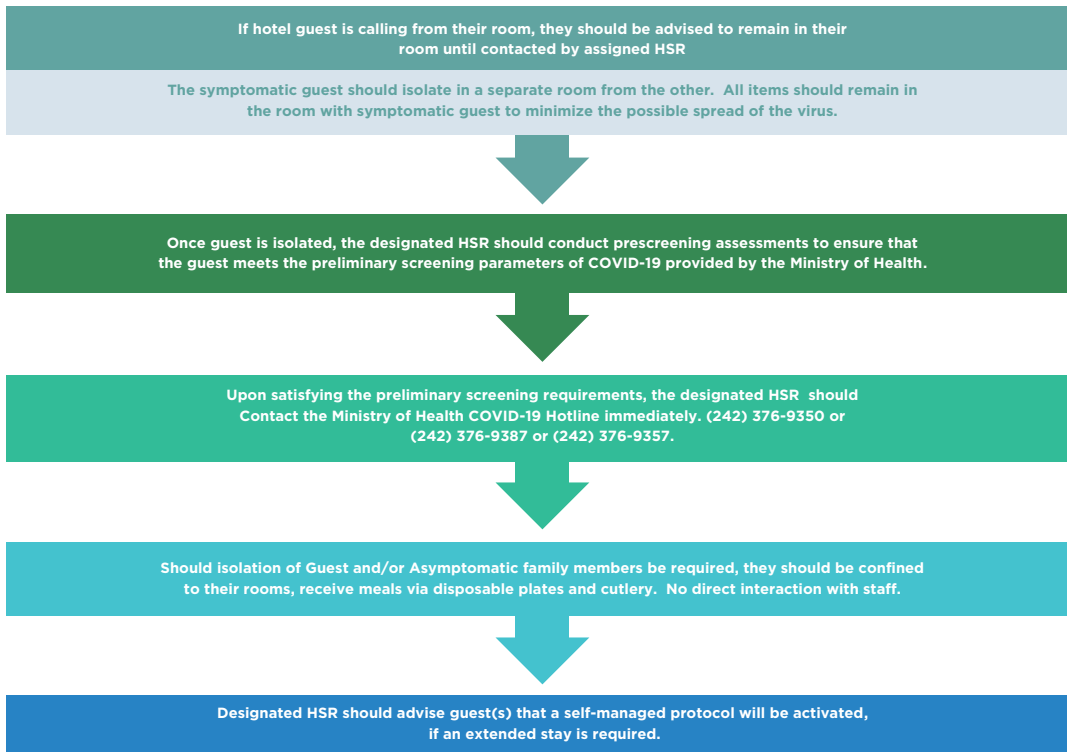 If hotel guest is calling from their room, they should be advised to remain in their
room until contacted by assigned HSR
The symptomatic guest should isolate in a separate room from the other. All items should remain in
the room with symptomatic guest to minimize the possible spread of the virus.
Once guest is isolated, the designated HSR should conduct prescreening assessments to ensure that
the guest meets the preliminary screening parameters of COVID-19 provided by the Ministry of Health.
Upon satisfying the preliminary screening requirements, the designated HSR should
Contact the Ministry of Health COVID-19 Hotline immediately. (242) 376-9350 or
(242) 376-9387 or (242) 376-9357.
Should isolation of Guest and/or Asymptomatic family members be required, they should be confined
to their rooms, receive meals via disposable plates and cutlery. No direct interaction with staff.
Designated HSR should advise guest(s) that a self-managed protocol will be activated,
if an extended stay is required.